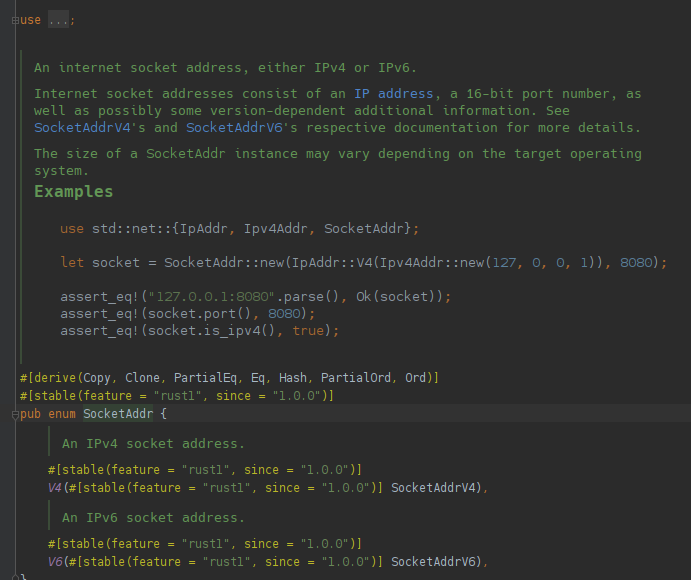 use ...;
An internet socket address, either IPv4 or IPv6.
Internet socket addresses consist of an IP address, a 16-bit port number, as
well as possibly some version-dependent additional information. See
SocketAddrV4's and SocketAddrV6's respective documentation for more details.
The size of a SocketAddr instance may vary depending on the target operating
system.
Examples
use std::net::{IpAddr, Ipv4Addr, SocketAddr};
let socket = SocketAddr::new(IpAddr::V4(Ipv4Addr::new(127, 0, 0, 1)), 8080);
assert_eq!("127.0.0.1:8080".parse(), Ok(socket));
assert_eq!(socket.port(), 8080);
assert_eq!(socket.is_ipv4(), true);
#[derive(Copy, Clone, PartialEq, Eq, Hash, PartialOrd, Ord)]
#[stable(feature = "rust1", since = "1.0.0")]
pub enum SocketAddr {
An IPv4 socket address.
#[stable(feature = "rust1", since = "1.0.0")]
V4(#[stable(feature = "rust1", since = "1.0.0")] SocketAddrV4),
An IPv6 socket address.
#[stable(feature = "rust1", since = "1.0.0")]
V6(#[stable(feature = "rust1", since = "1.0.0")] SocketAddrV6),
}